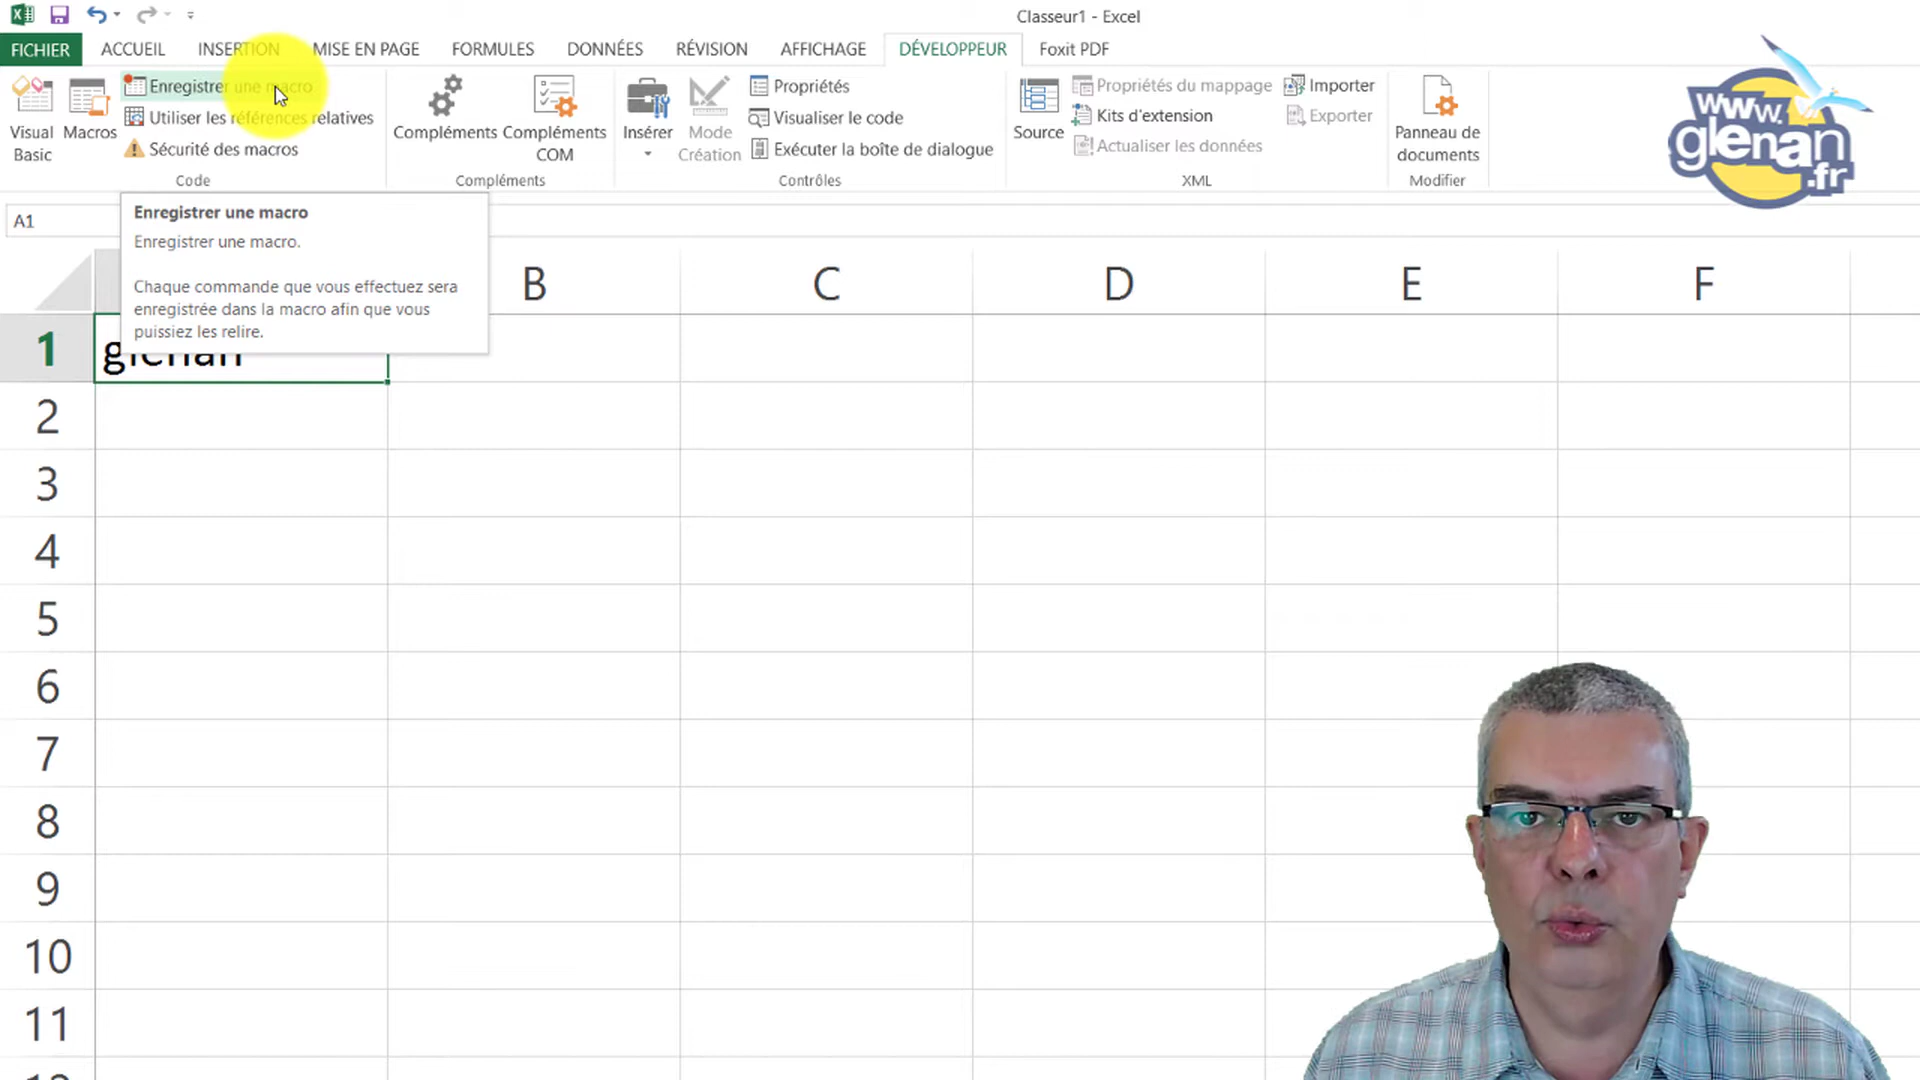 Classeur1 - Excel
FICHIER ACCUEIL INSERTION MISE EN PAGE FORMULES DONNÉES RÉVISION AFFICHAGE DÉVELOPPEUR Foxit PDF
Visual Basic
Macros
Enregistrer une macro
Utiliser les références relatives
Sécurité des macros
Code
Compléments
Compléments COM
Compléments
Insérer
Mode Création
Propriétés
Visualiser le code
Exécuter la boîte de dialogue
Contrôles
Source
Propriétés du mappage
Kits d'extension
Actualiser les données
Importer
Exporter
XML
Panneau de documents
Modifier
www.
glenan
.fr
A1
Enregistrer une macro
Enregistrer une macro.
Chaque commande que vous effectuez sera
enregistrée dans la macro afin que vous
puissiez les relire.
B C D E F
1 glenan
2
3
4
5
6
7
8
9
10
11